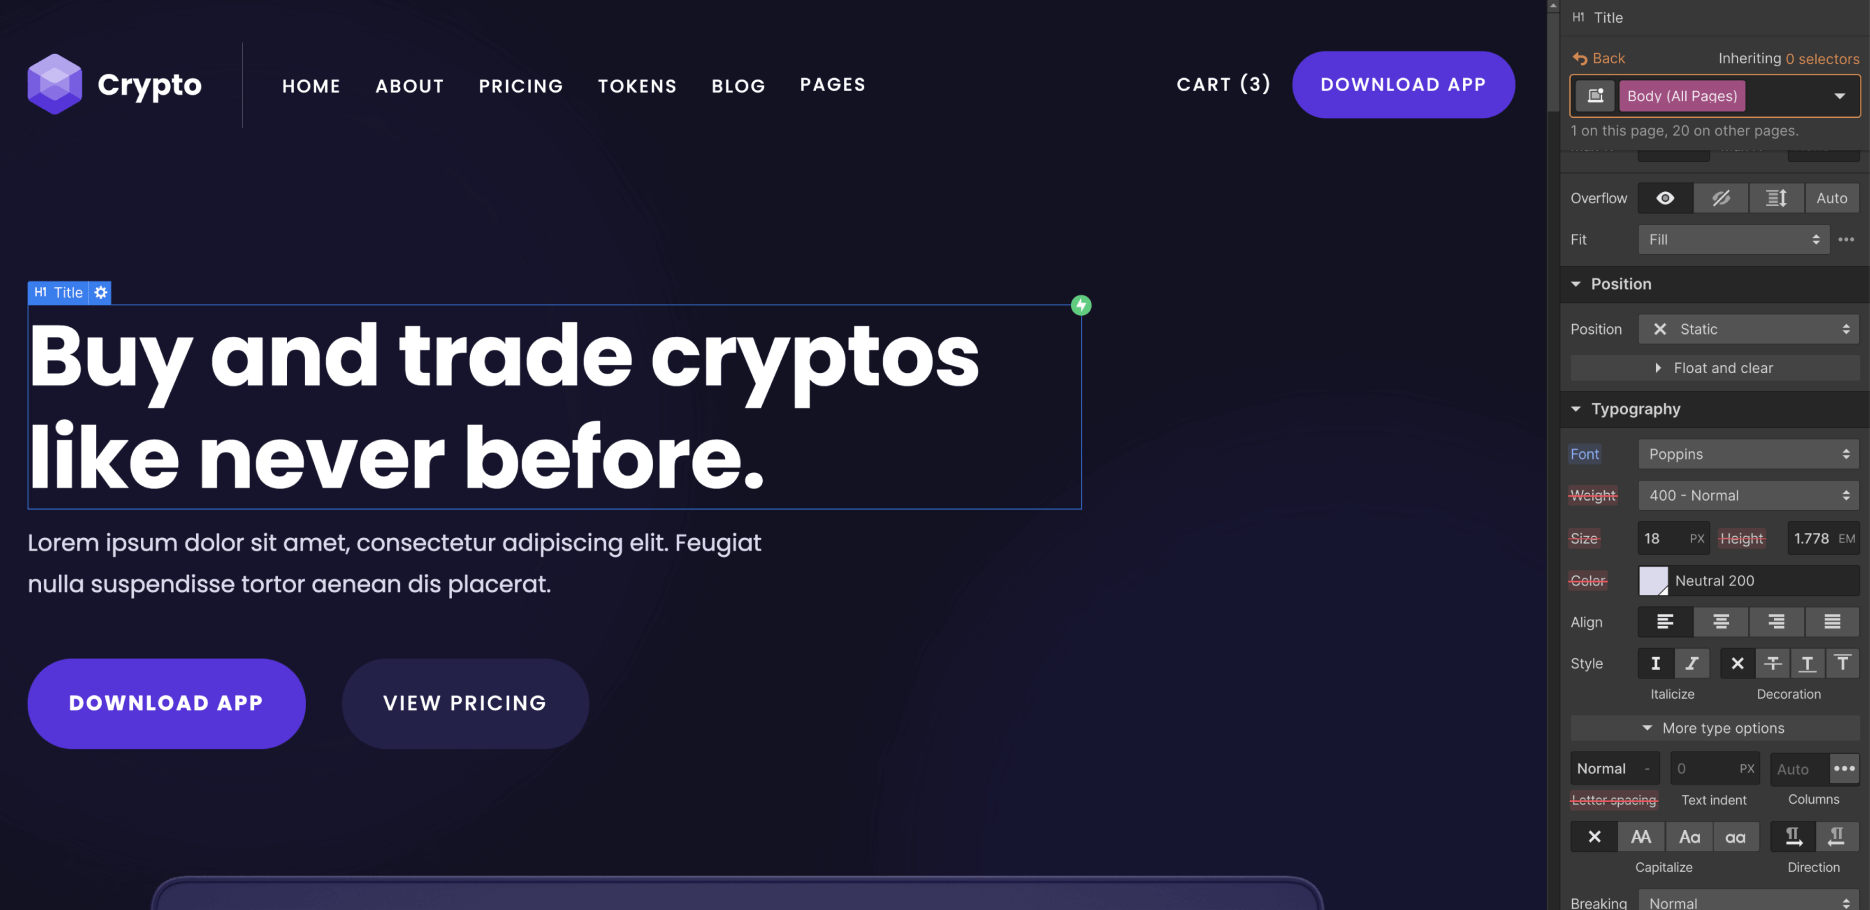 Crypto
HOME
ABOUT
PRICING
TOKENS
BLOG
PAGES
CART (3)
DOWNLOAD APP
H1 Title
Buy and trade cryptos
like never before.
Lorem ipsum dolor sit amet, consectetur adipiscing elit. Feugiat
nulla suspendisse tortor aenean dis placerat.
DOWNLOAD APP
VIEW PRICING
H1 Title
Back
Inheriting 0 selectors
Body (All Pages)
1 on this page, 20 on other pages.
Overflow
Auto
Fit
Fill
Position
Position
Static
Float and clear
Typography
Font
Poppins
Weight
400 - Normal
Size
18 PX
Height
1.778 EM
Color
Neutral 200
Align
Style
I I
T T T
Italicize
Decoration
More type options
Normal -
0 PX
Auto
Letter spacing
Text indent
Columns
AA Aa aa
Capitalize
Direction
Breaking
Normal